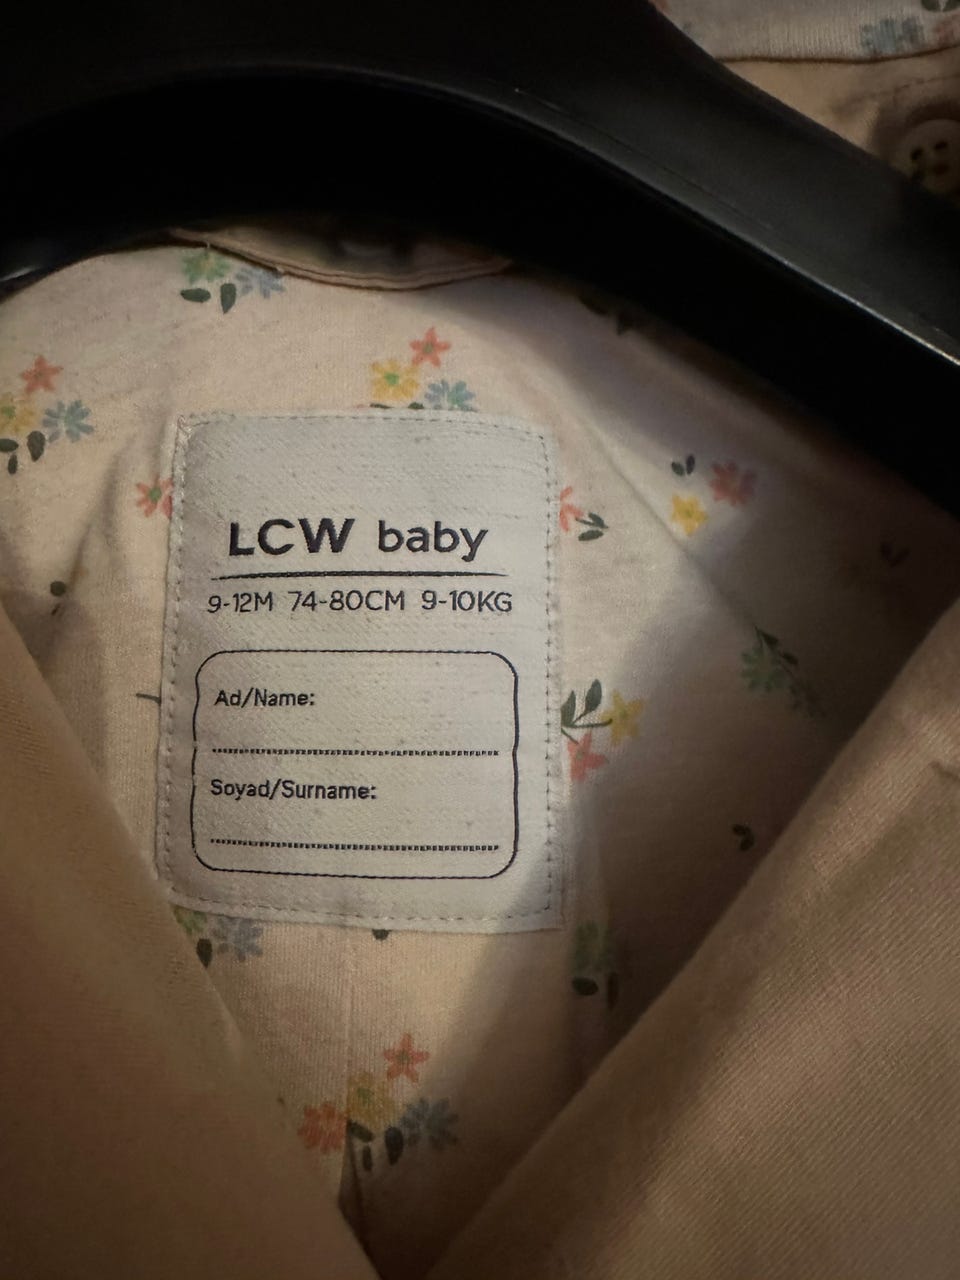 LCW baby
9-12M 74-80CM 9-10KG
Ad/Name:
Soyad/Surname: